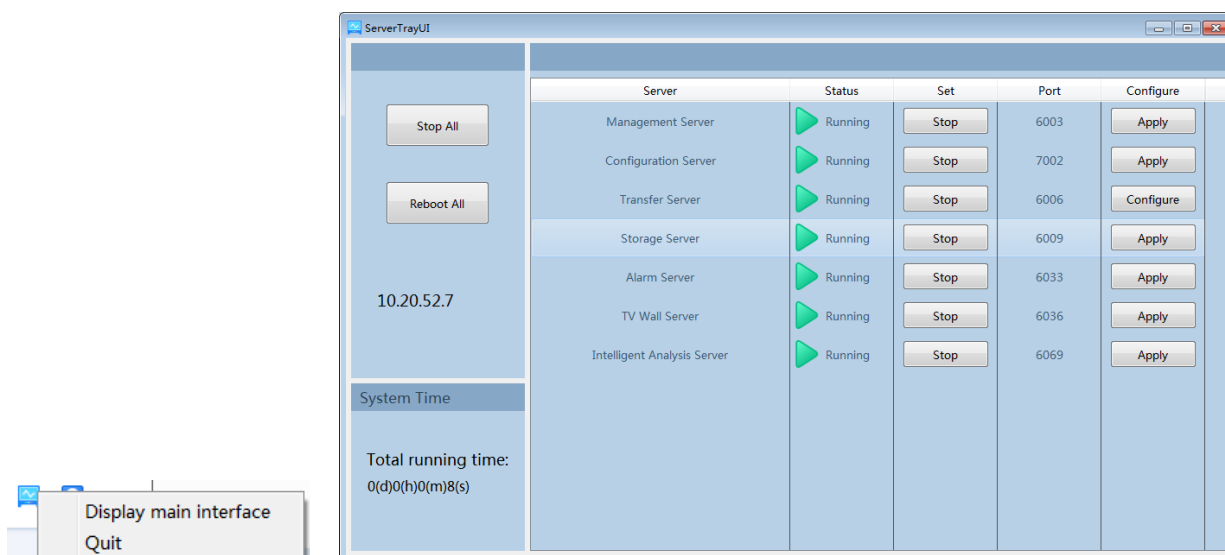 ServerTrayUI
Server Status Set Port Configure
Stop All
Management Server Running Stop 6003 Apply
Configuration Server Running Stop 7002 Apply
Reboot All
Transfer Server Running Stop 6006 Configure
Storage Server Running Stop 6009 Apply
Alarm Server Running Stop 6033 Apply
10.20.52.7
TV Wall Server Running Stop 6036 Apply
Intelligent Analysis Server Running Stop 6069 Apply
System Time
Total running time:
0(d)0(h)0(m)8(s)
Display main interface
Quit